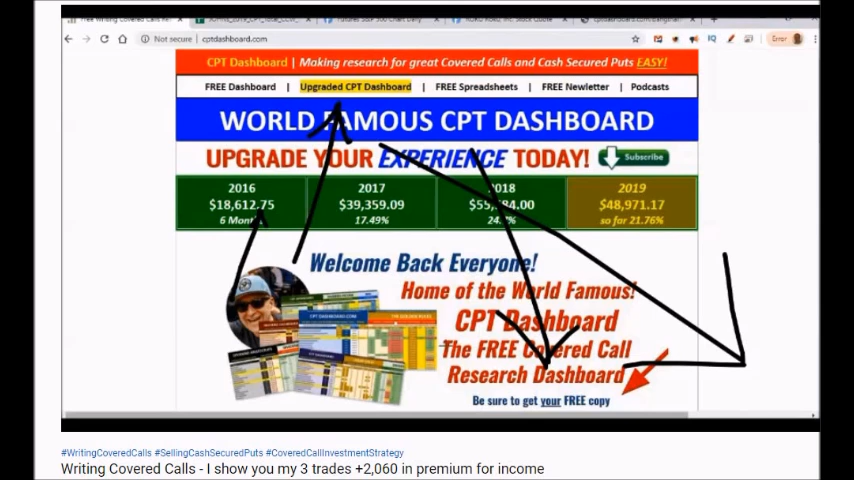 Not secure | cptdashboard.com
Error
CPT Dashboard | Making research for great Covered Calls and Cash Secured Puts EASY!
FREE Dashboard | Upgraded CPT Dashboard | FREE Spreadsheets | FREE Newletter | Podcasts
WORLD FAMOUS CPT DASHBOARD
UPGRADE YOUR EXPERIENCE TODAY! Subscribe
2016 2017 2018 2019
$18,612.75 $39,359.09 $48,971.17
6 Months 17.49% so for 21.76%
Welcome Back Everyone!
Home of the World Famous!
CPT Dashboard
The FREE Covered Call
Research Dashboard
Be sure to get your FREE copy
#WritingCoveredCalls #SellingCashSecuredPuts #CoveredCallInvestmentStrategy
Writing Covered Calls - I show you my 3 trades +2,060 in premium for income